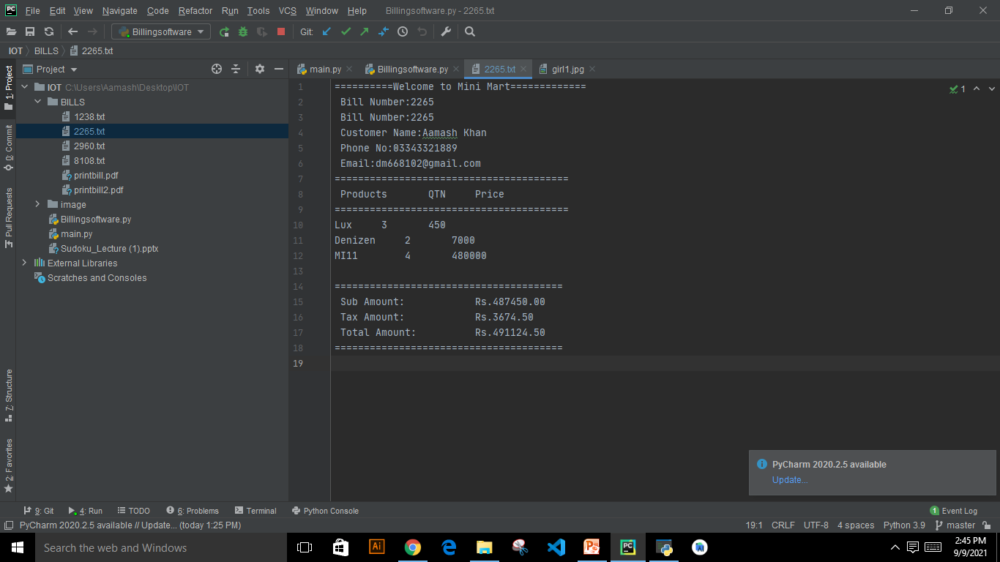 File Edit View Navigate Code Refactor Run Tools VCS Window Help Billingsoftware.py - 2265.txt
Billingsoftware Git:
IOT BILLS 2265.txt
1: Project
0: Commit
Pull Requests
7: Structure
2: Favorites
Project
IOT C:\Users\Aamash\Desktop\IOT
BILLS
1238.txt
2265.txt
2960.txt
8108.txt
printbill.pdf
printbill2.pdf
image
Billingsoftware.py
main.py
Sudoku_Lecture (1).pptx
External Libraries
Scratches and Consoles
main.py Billingsoftware.py 2265.txt girl1.jpg
1 ==========Welcome to Mini Mart=============
2 Bill Number:2265
3 Bill Number:2265
4 Customer Name:Aamash Khan
5 Phone No:03343321889
6 Email:dm668102@gmail.com
7 ========================================
8 Products QTN Price
9 ========================================
10 Lux 3 450
11 Denizen 2 7000
12 MI11 4 480000
13
14 =======================================
15 Sub Amount: Rs.487450.00
16 Tax Amount: Rs.3674.50
17 Total Amount: Rs.491124.50
18 =======================================
19
1
PyCharm 2020.2.5 available
Update...
9: Git 4: Run TODO 6: Problems Terminal Python Console 1 Event Log
PyCharm 2020.2.5 available // Update... (today 1:25 PM) 19:1 CRLF UTF-8 4 spaces Python 3.9 master
Search the web and Windows
Ai
PC
2:45 PM
9/9/2021